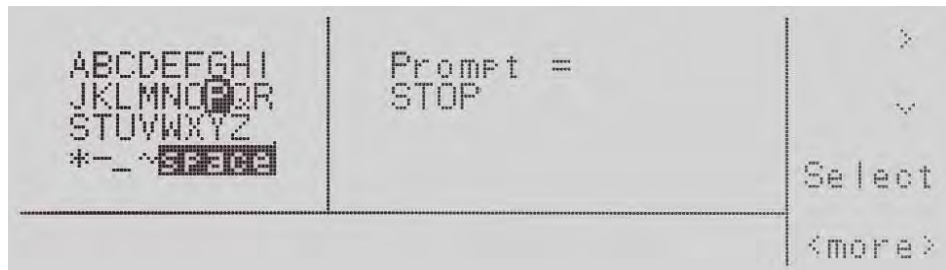 ABCDEFGHI
JKLMNOPQR
STUVWXYZ
*-_~space
Prompt =
STOP
>
⌄
Select
<more>